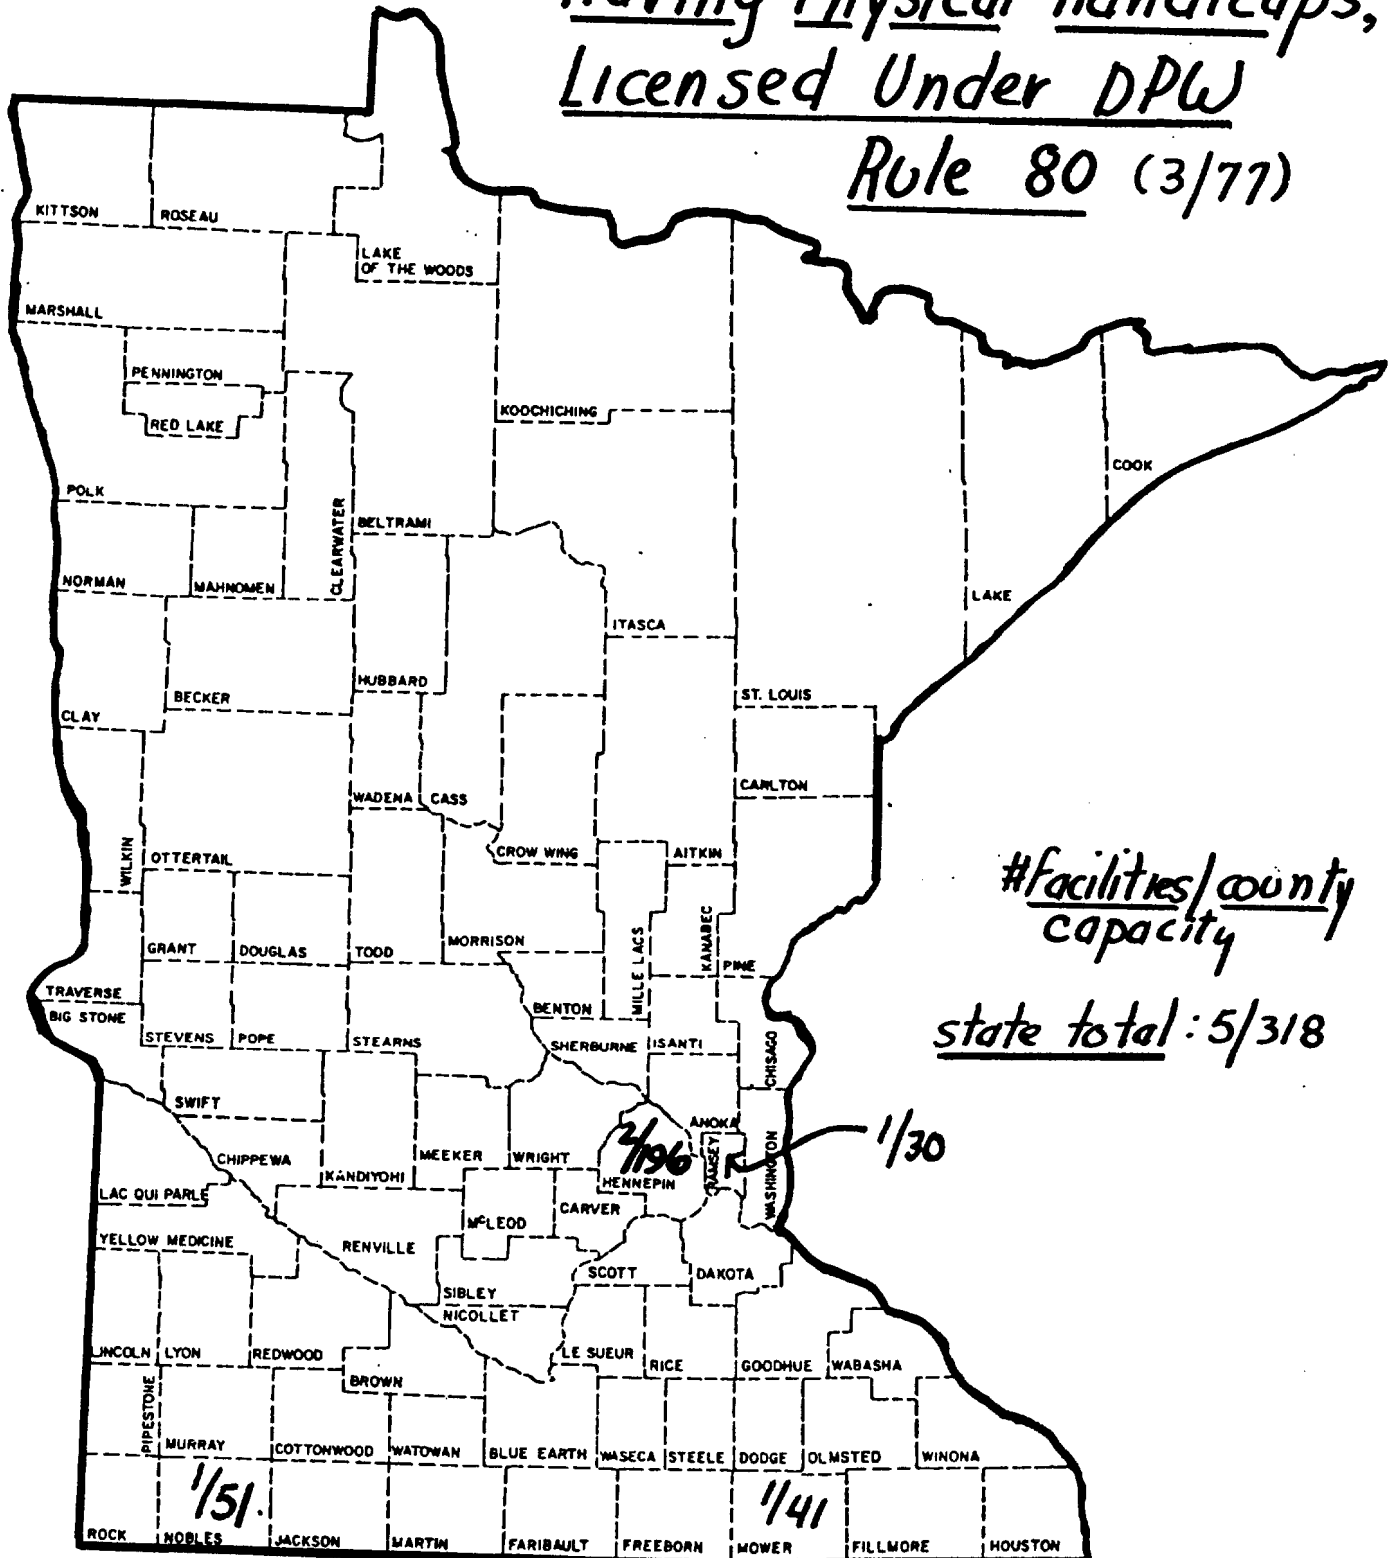 Having Physical Handicaps,
Licensed Under DPW
Rule 80 (3/77)
KITTSON
ROSEAU
LAKE
OF THE WOODS
MARSHALL
PENNINGTON
RED LAKE
KOOCHICHING
COOK
POLK
CLEARWATER
BELTRAMI
NORMAN
MAHNOMEN
LAKE
ITASCA
HUBBARD
BECKER
ST. LOUIS
CLAY
CARLTON
WADENA
CASS
WILKIN
OTTERTAIL
CROW WING
AITKIN
#facilities/county
capacity
GRANT
DOUGLAS
TODD
MORRISON
MILLE LACS
KANABEC
PINE
TRAVERSE
BIG STONE
BENTON
STEVENS
POPE
STEARNS
SHERBURNE
ISANTI
CHISAGO
state total: 5/318
SWIFT
ANOKA
2/196
RAMSEY
WASHINGTON
1/30
CHIPPEWA
KANDIYOHI
MEEKER
WRIGHT
HENNEPIN
LAC QUI PARLE
CARVER
McLEOD
YELLOW MEDICINE
RENVILLE
SCOTT
DAKOTA
SIBLEY
NICOLLET
LINCOLN
LYON
REDWOOD
LE SUEUR
RICE
GOODHUE
WABASHA
BROWN
PIPESTONE
MURRAY
COTTONWOOD
WATOWAN
BLUE EARTH
WASECA
STEELE
DODGE
OLMSTED
WINONA
1/51.
1/41
ROCK
NOBLES
JACKSON
MARTIN
FARIBAULT
FREEBORN
MOWER
FILLMORE
HOUSTON